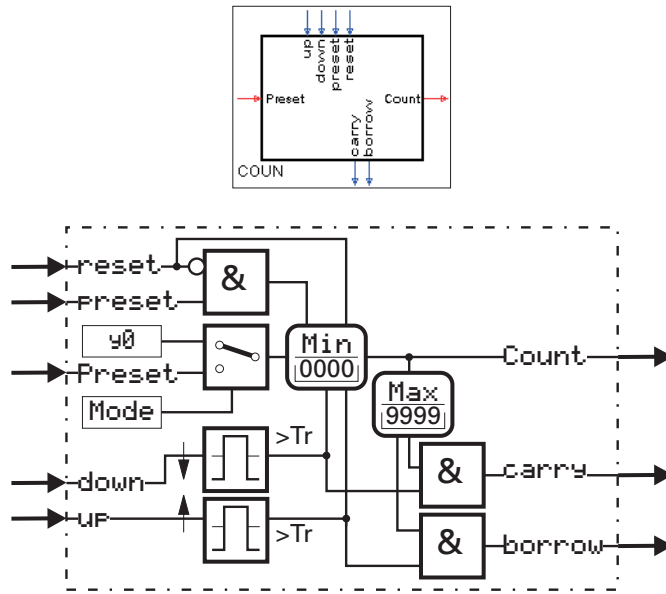 up
down
preset
reset
Preset
Count
carry
borrow
COUN
reset
preset
&
y0
Preset
Mode
Min
0000
Count
Max
9999
>Tr
down
&
carry
up
>Tr
&
borrow